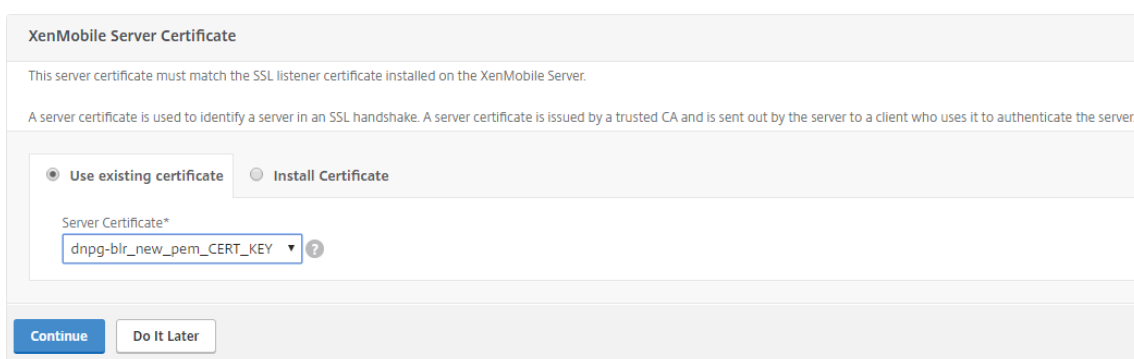 XenMobile Server Certificate
This server certificate must match the SSL listener certificate installed on the XenMobile Server.
A server certificate is used to identify a server in an SSL handshake. A server certificate is issued by a trusted CA and is sent out by the server to a client who uses it to authenticate the server
Use existing certificate Install Certificate
Server Certificate*
dnpg-blr_new_pem_CERT_KEY ?
Continue Do It Later